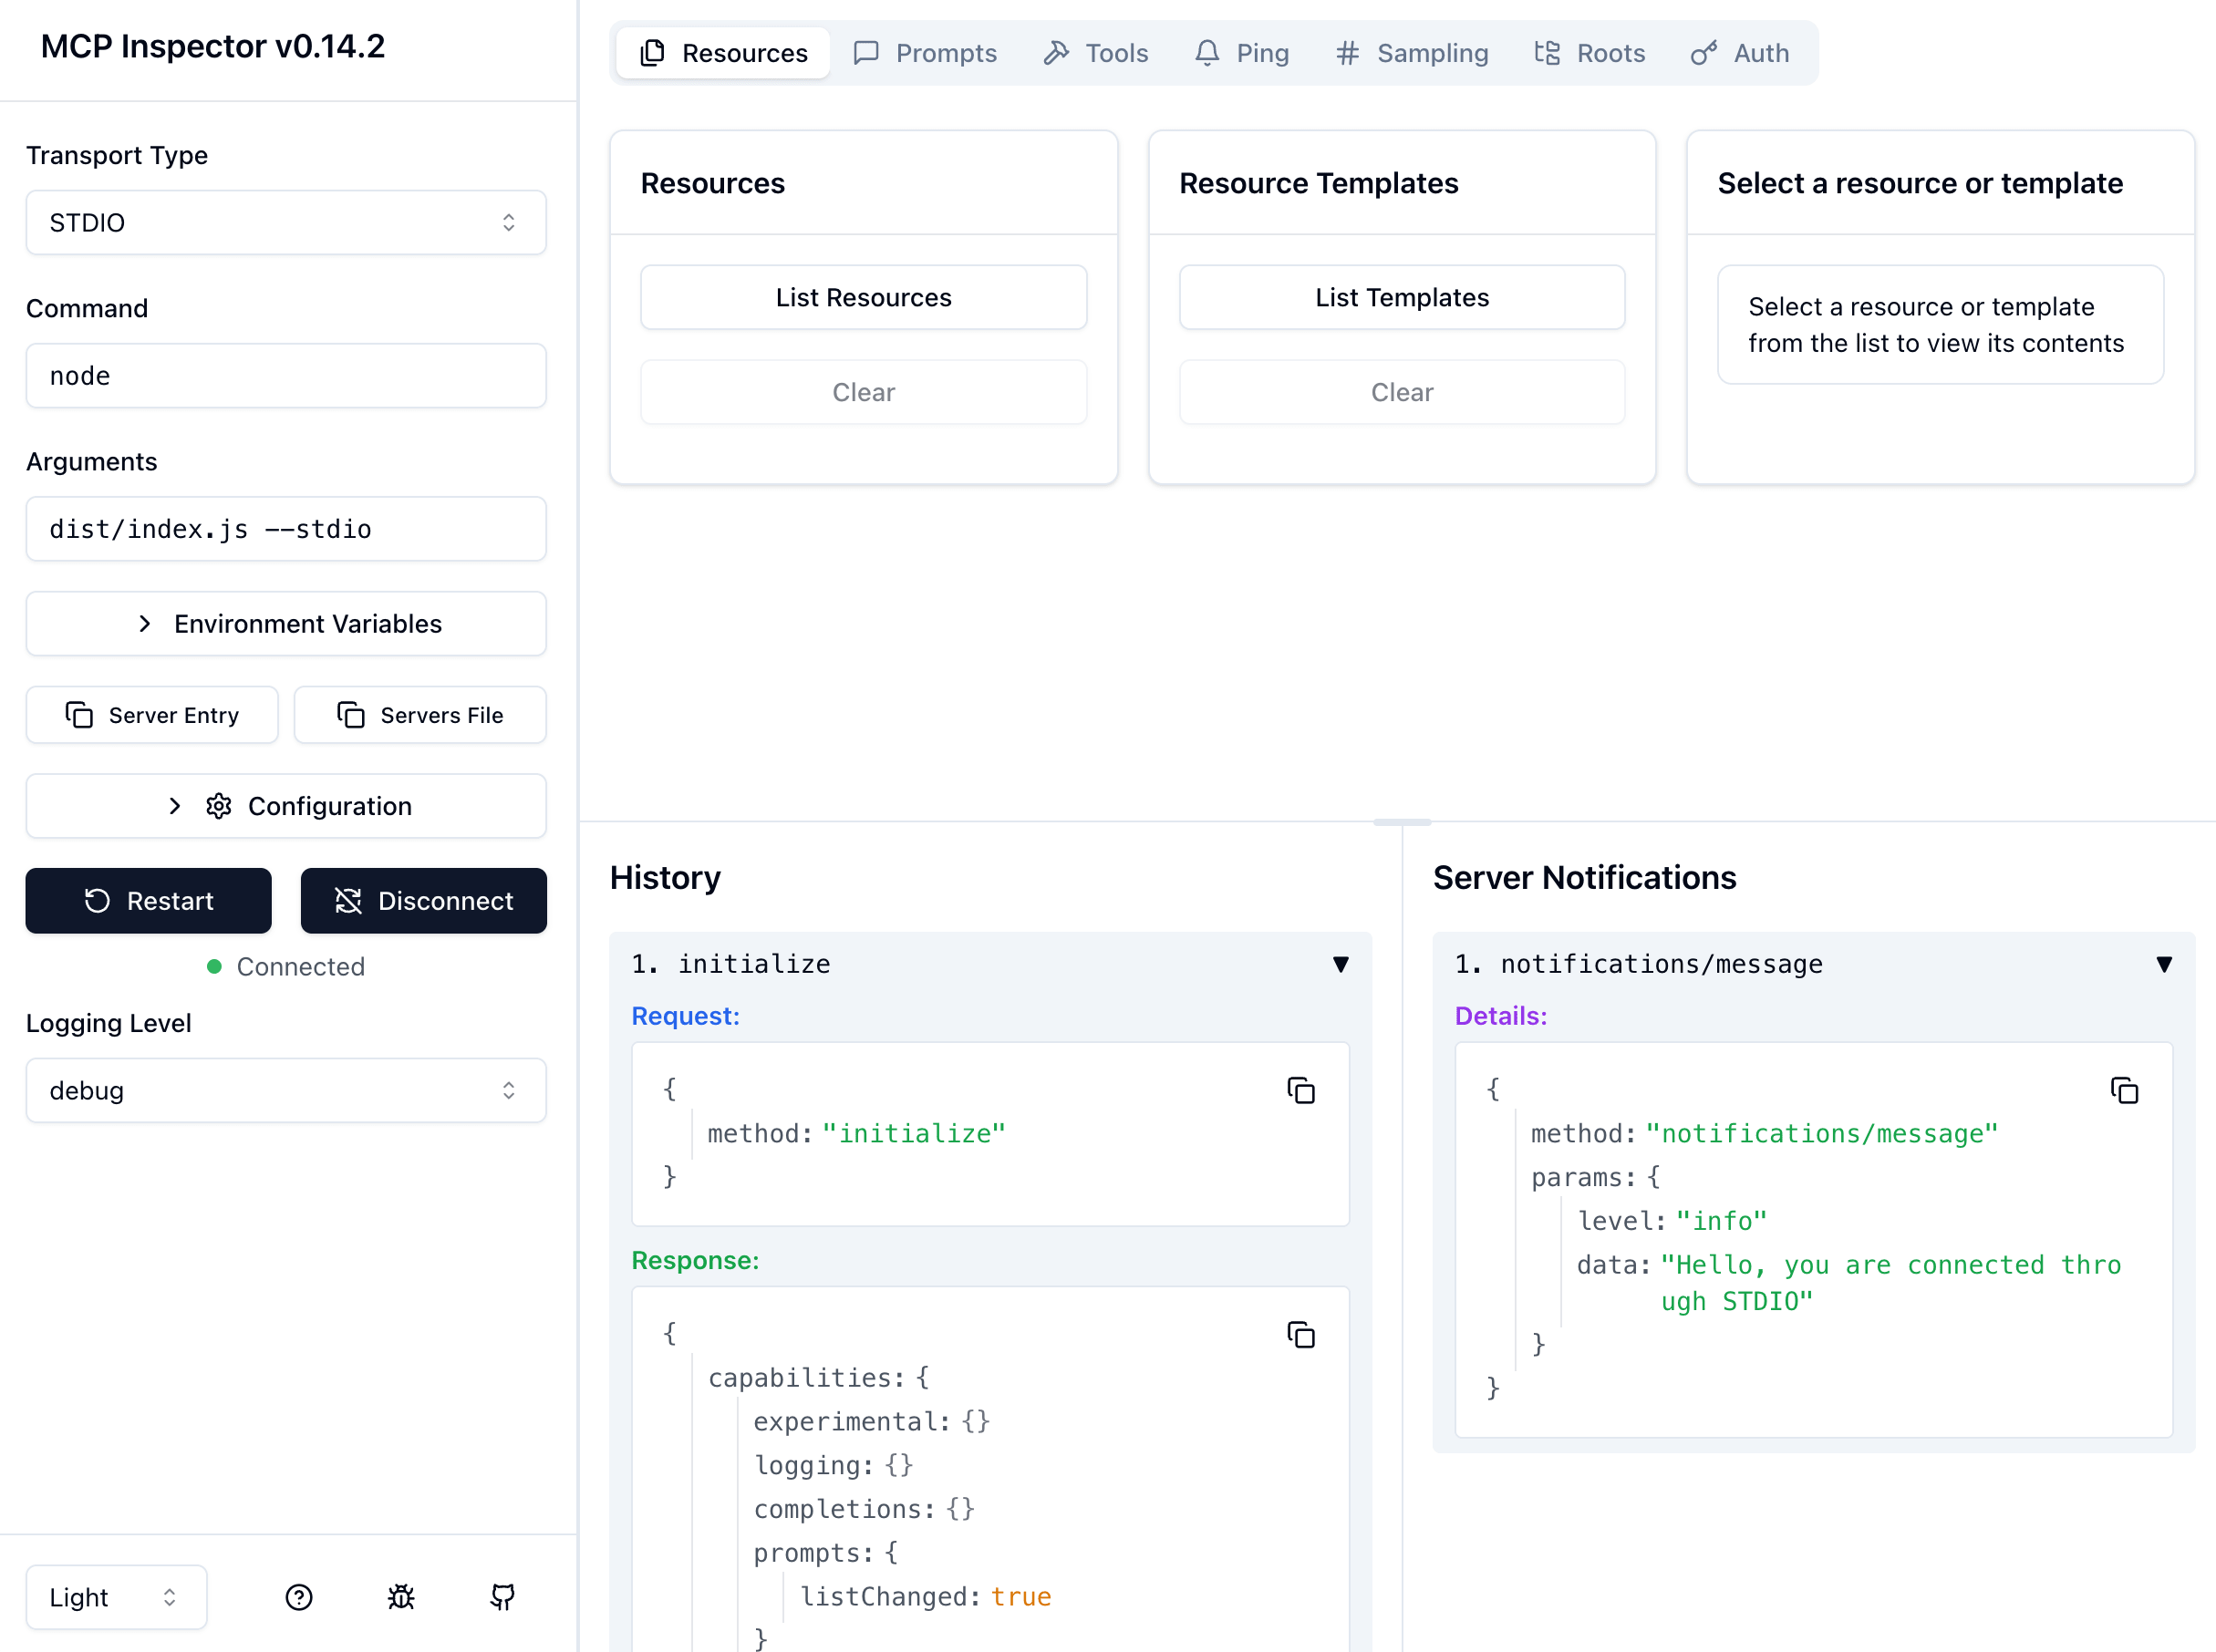 MCP Inspector v0.14.2
Transport Type
STDIO
Command
node
Arguments
dist/index.js --stdio
Environment Variables
Server Entry
Servers File
Configuration
Restart
Disconnect
Connected
Logging Level
debug
Light
Resources
Prompts
Tools
Ping
Sampling
Roots
Auth
Resources
List Resources
Clear
Resource Templates
List Templates
Clear
Select a resource or template
Select a resource or template
from the list to view its contents
History
1. initialize
Request:
{
method: "initialize"
}
Response:
{
capabilities: {
experimental: {}
logging: {}
completions: {}
prompts: {
listChanged: true
}
Server Notifications
1. notifications/message
Details:
{
method: "notifications/message"
params: {
level: "info"
data: "Hello, you are connected thro
ugh STDIO"
}
}